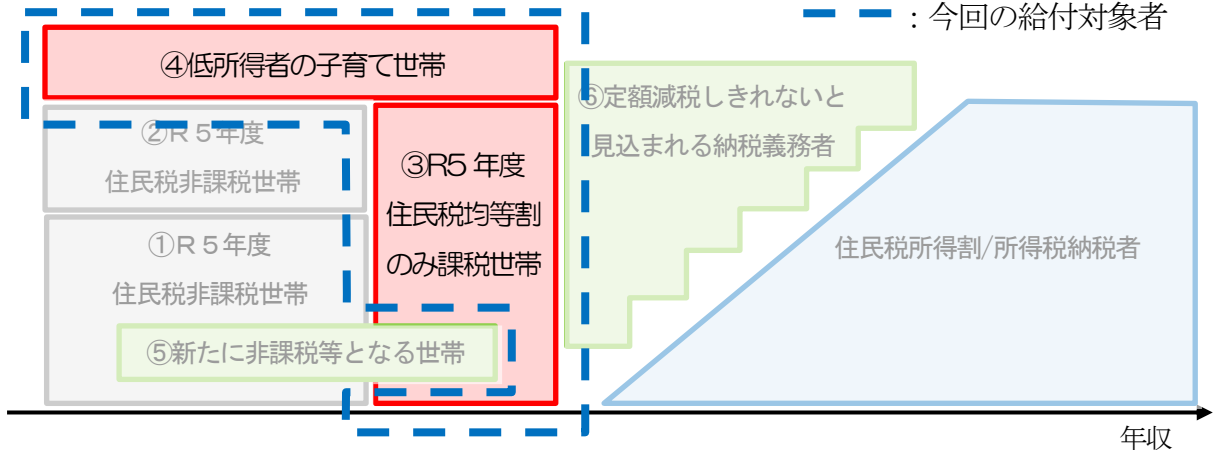 ：今回の給付対象者
④低所得者の子育て世帯
②Ｒ５年度
住民税非課税世帯
①Ｒ５年度
住民税非課税世帯
③R5 年度
住民税均等割
のみ課税世帯
⑤新たに非課税等となる世帯
⑥定額減税しきれないと
見込まれる納税義務者
住民税所得割/所得税納税者
年収